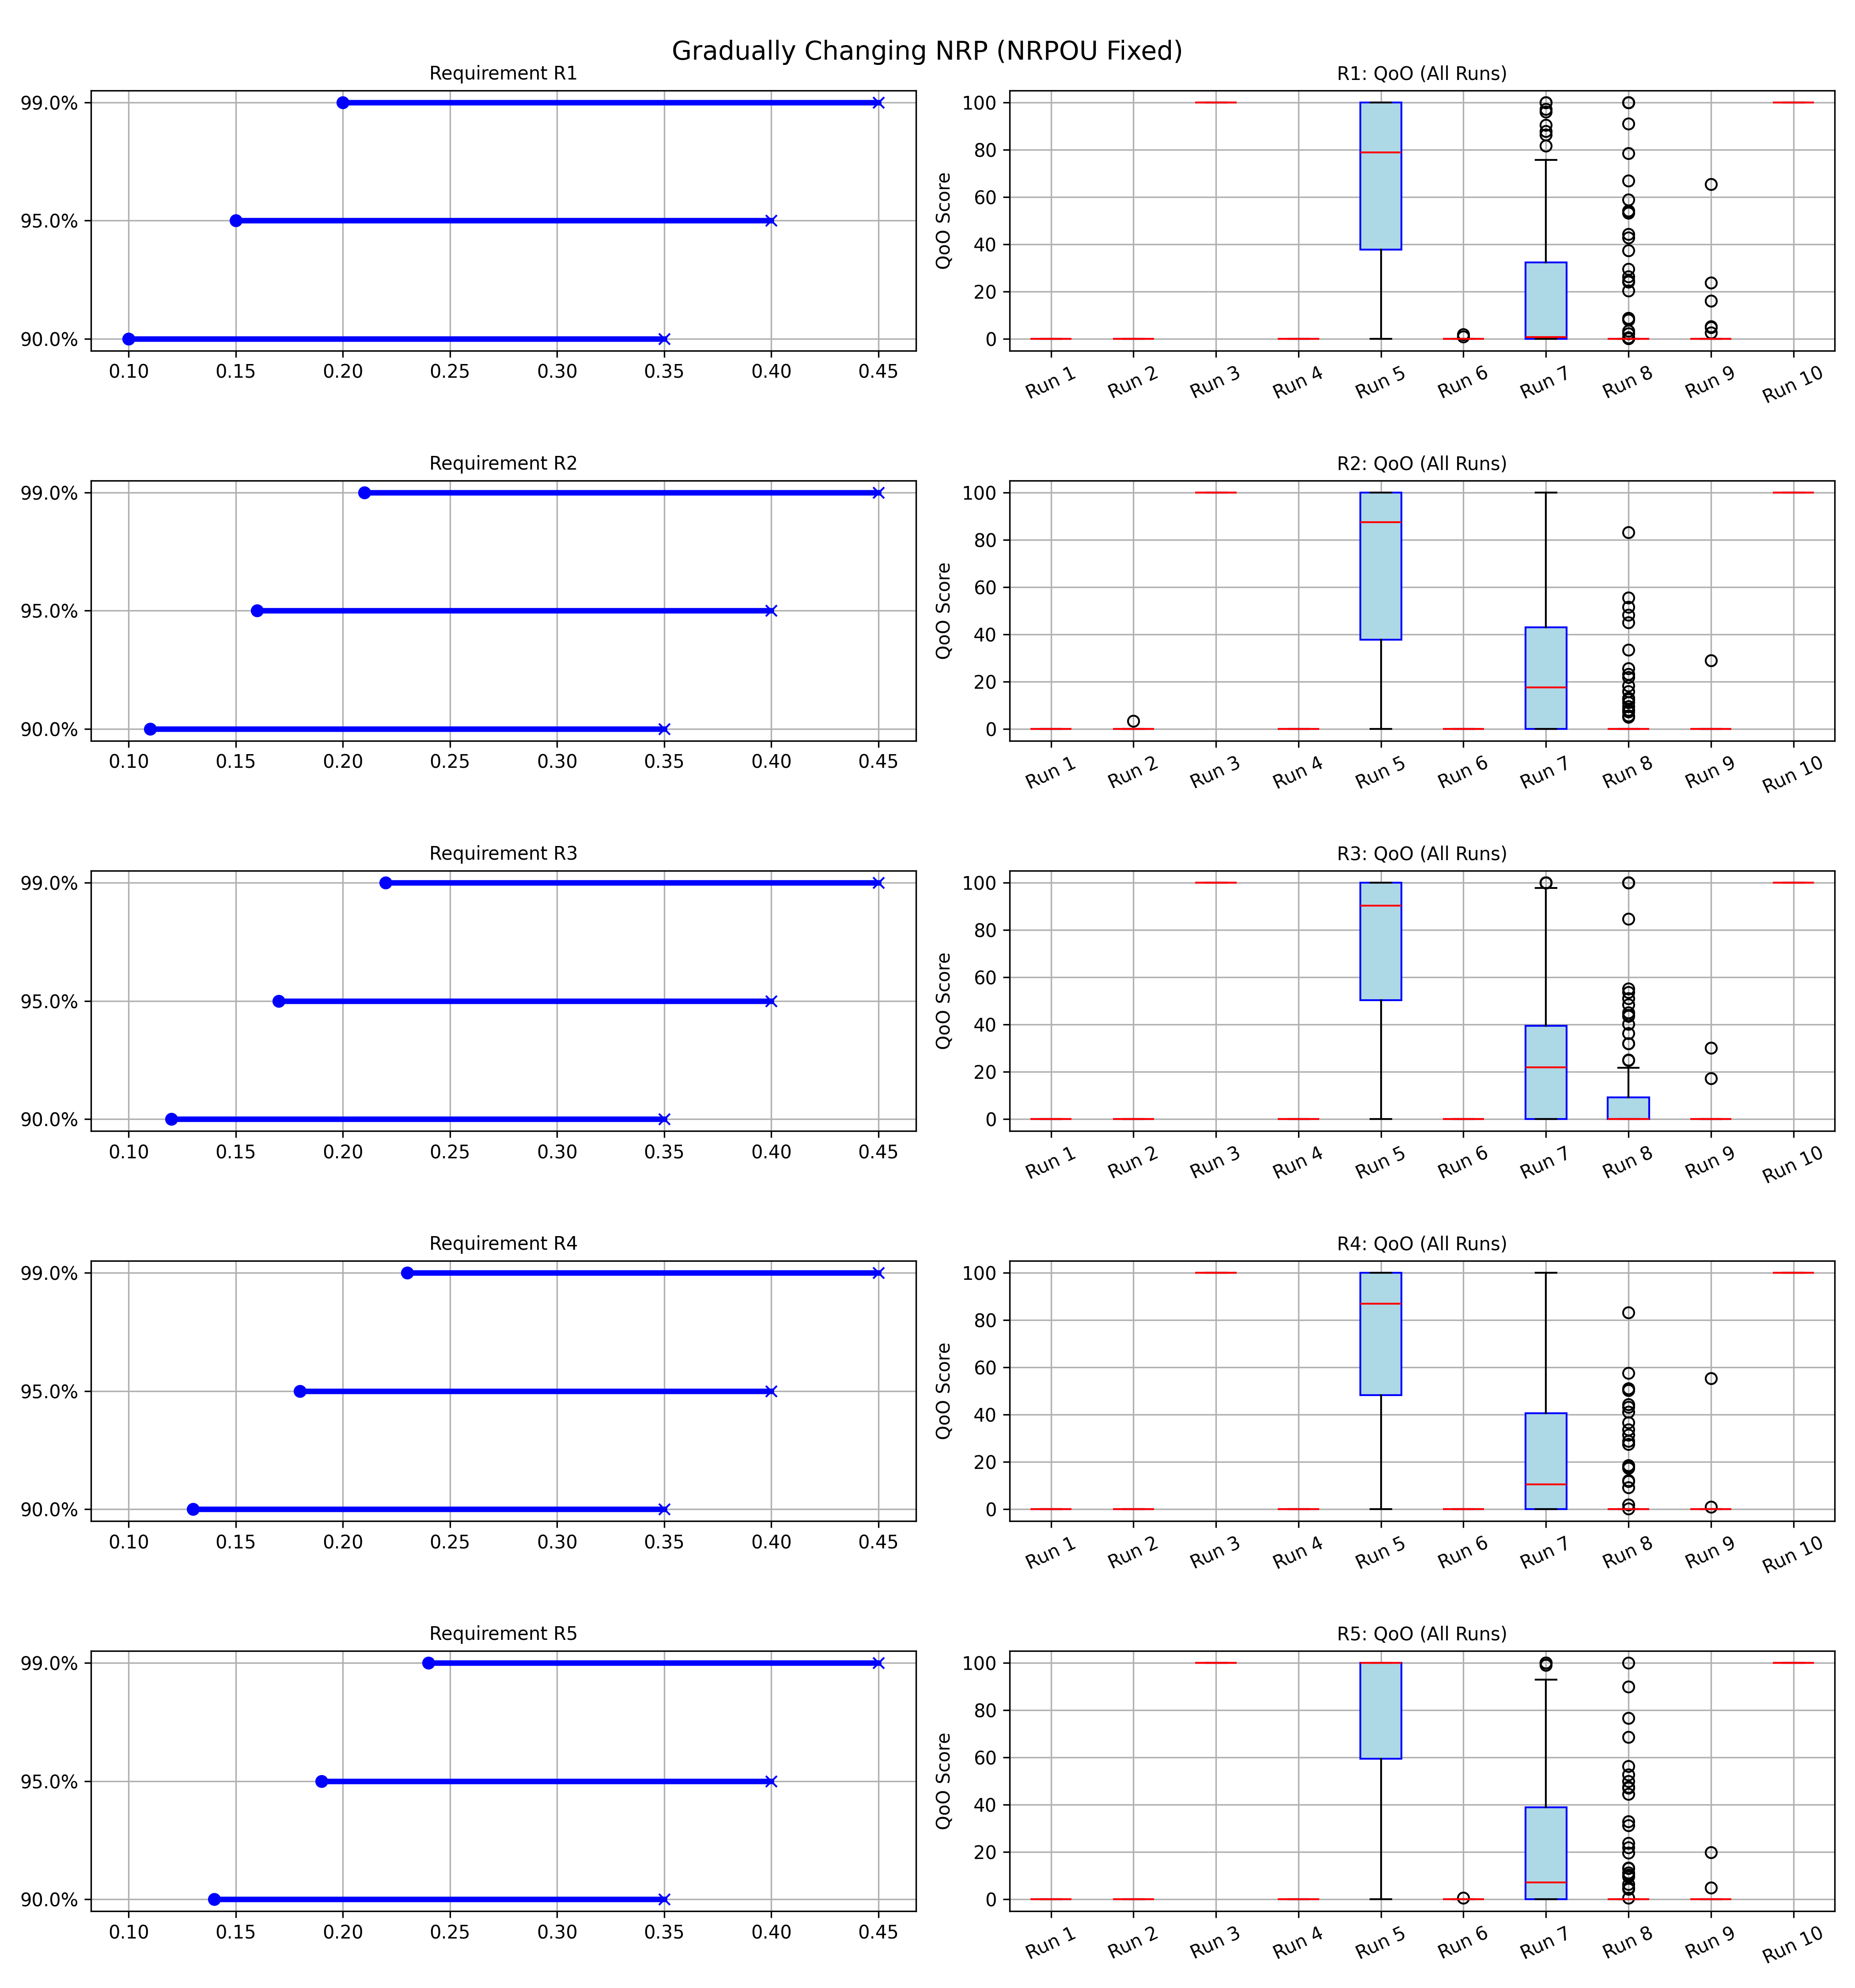 Gradually Changing NRP (NRPOU Fixed)
Requirement R1
99.0%
95.0%
90.0%
0.10 0.15 0.20 0.25 0.30 0.35 0.40 0.45
R1: QoO (All Runs)
QoO Score
100
80
60
40
20
0
Run 1 Run 2 Run 3 Run 4 Run 5 Run 6 Run 7 Run 8 Run 9 Run 10
Requirement R2
99.0%
95.0%
90.0%
0.10 0.15 0.20 0.25 0.30 0.35 0.40 0.45
R2: QoO (All Runs)
QoO Score
100
80
60
40
20
0
Run 1 Run 2 Run 3 Run 4 Run 5 Run 6 Run 7 Run 8 Run 9 Run 10
Requirement R3
99.0%
95.0%
90.0%
0.10 0.15 0.20 0.25 0.30 0.35 0.40 0.45
R3: QoO (All Runs)
QoO Score
100
80
60
40
20
0
Run 1 Run 2 Run 3 Run 4 Run 5 Run 6 Run 7 Run 8 Run 9 Run 10
Requirement R4
99.0%
95.0%
90.0%
0.10 0.15 0.20 0.25 0.30 0.35 0.40 0.45
R4: QoO (All Runs)
QoO Score
100
80
60
40
20
0
Run 1 Run 2 Run 3 Run 4 Run 5 Run 6 Run 7 Run 8 Run 9 Run 10
Requirement R5
99.0%
95.0%
90.0%
0.10 0.15 0.20 0.25 0.30 0.35 0.40 0.45
R5: QoO (All Runs)
QoO Score
100
80
60
40
20
0
Run 1 Run 2 Run 3 Run 4 Run 5 Run 6 Run 7 Run 8 Run 9 Run 10